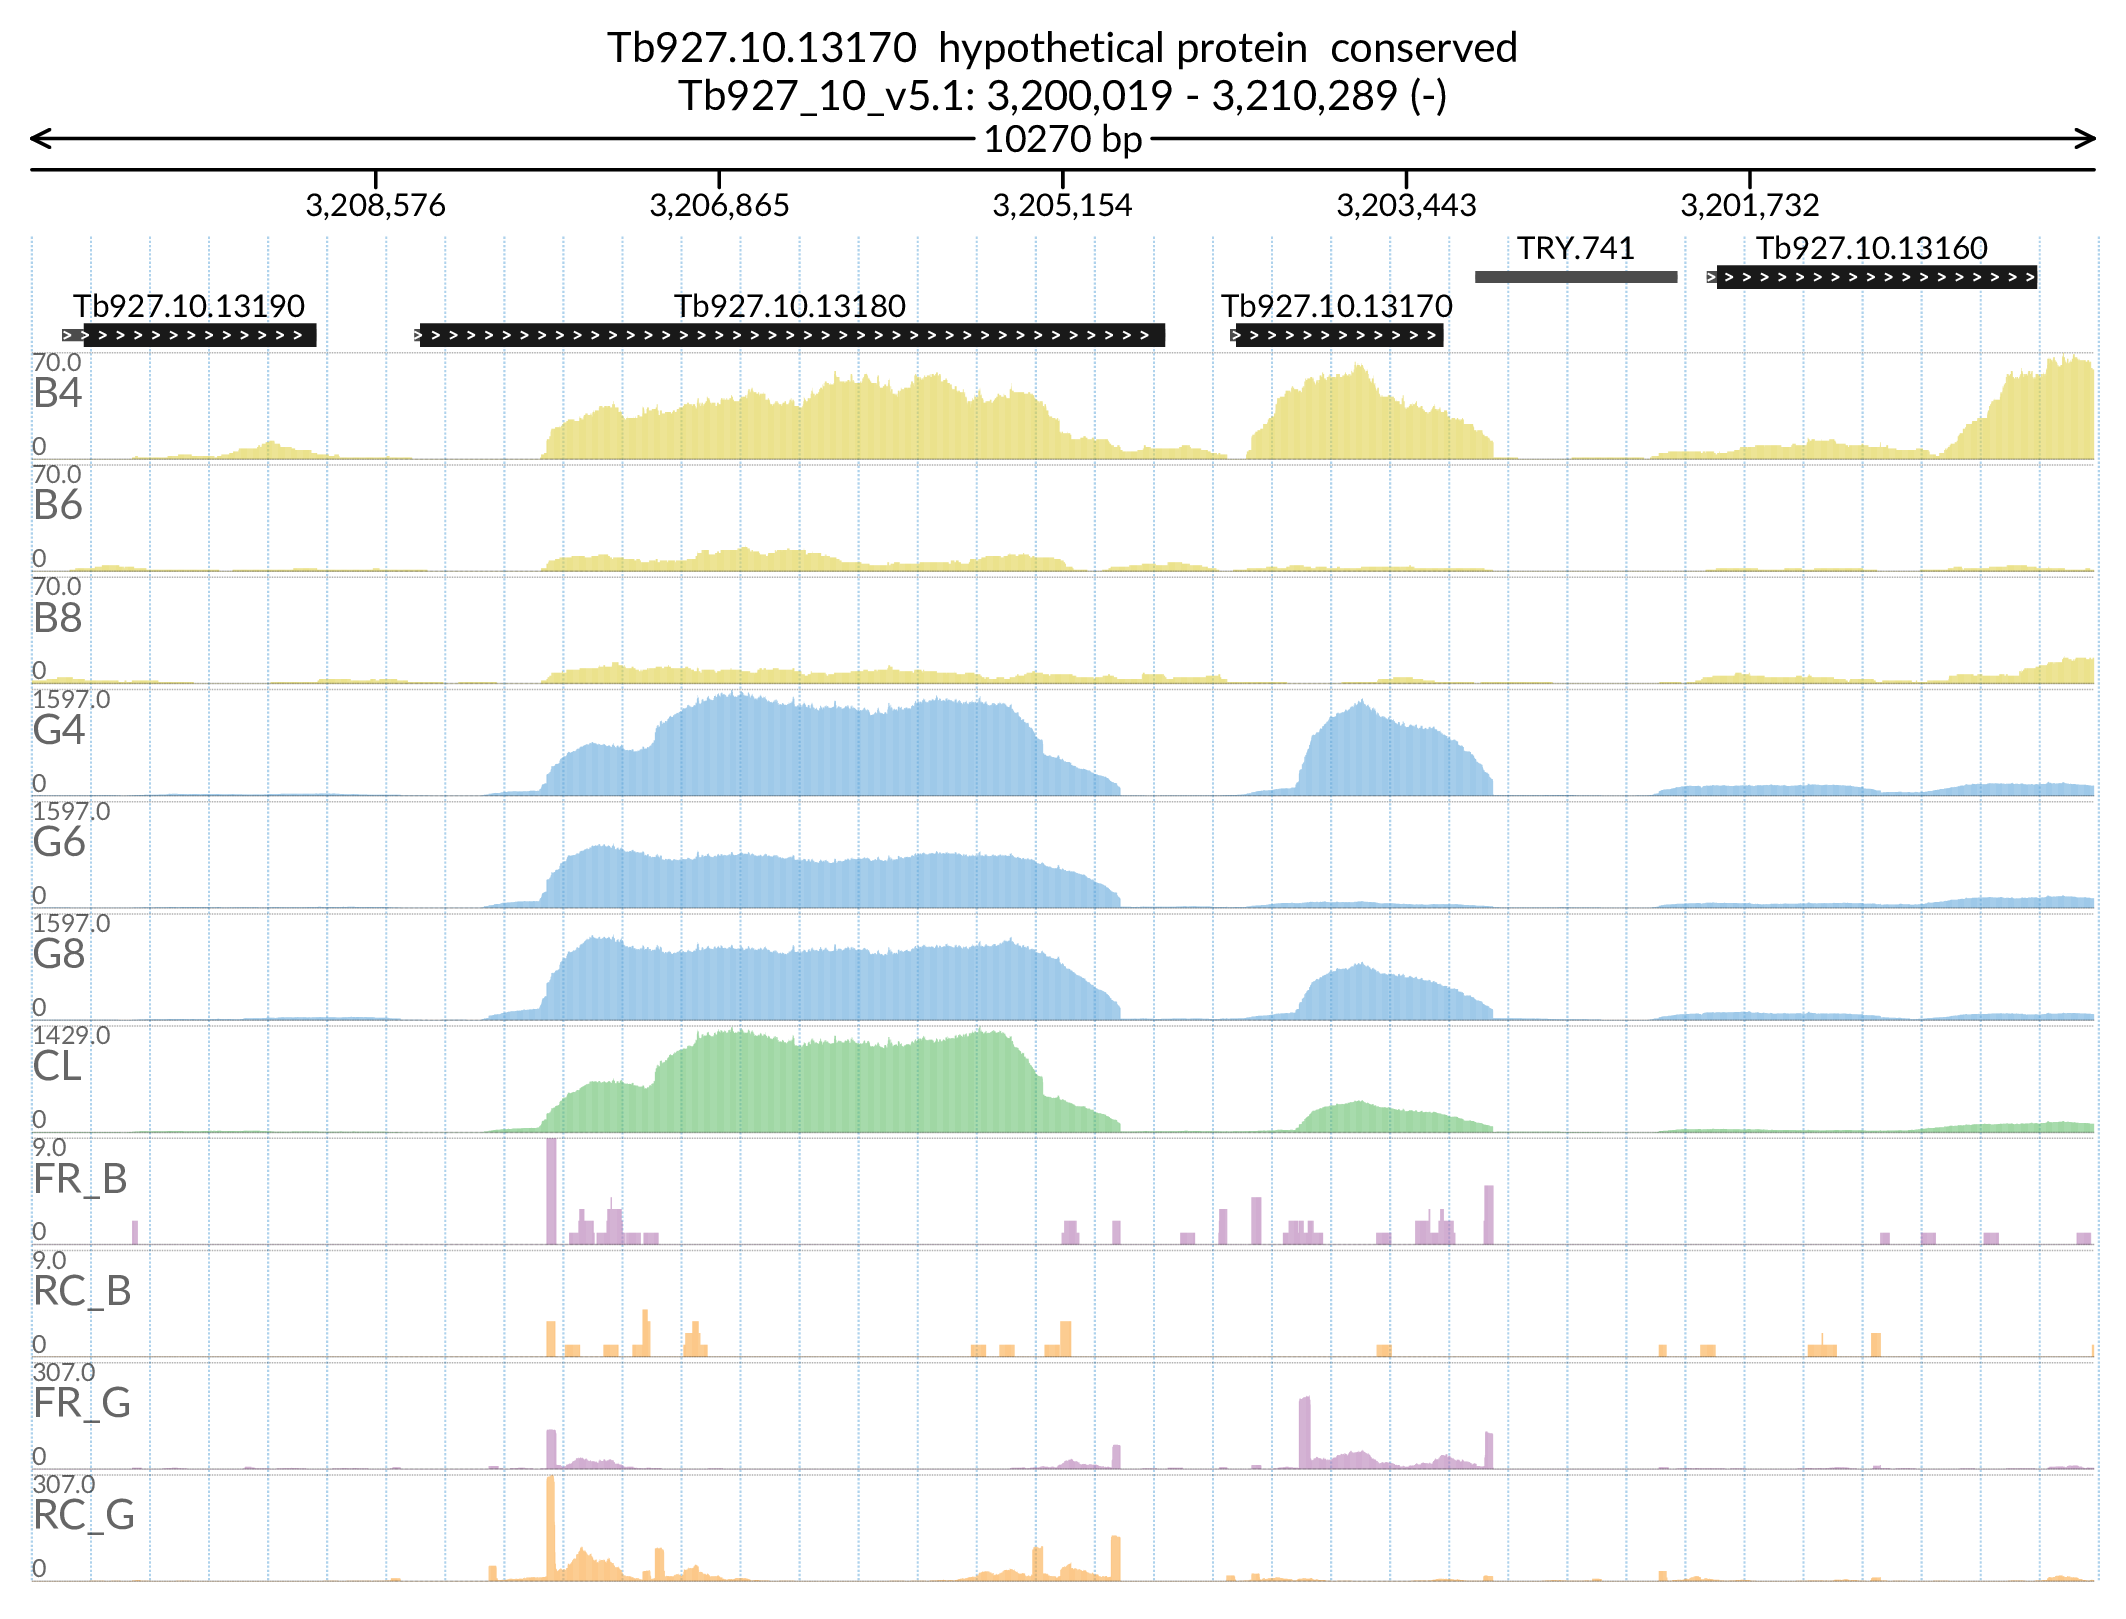 Tb927.10.13170  hypothetical protein  conserved
Tb927_10_v5.1: 3,200,019 - 3,210,289 (-)
10270 bp
3,208,576 3,206,865 3,205,154 3,203,443 3,201,732
TRY.741 Tb927.10.13160
Tb927.10.13190 Tb927.10.13180 Tb927.10.13170
70.0
B4
0
70.0
B6
0
70.0
B8
0
1597.0
G4
0
1597.0
G6
0
1597.0
G8
0
1429.0
CL
0
9.0
FR_B
0
9.0
RC_B
0
307.0
FR_G
0
307.0
RC_G
0